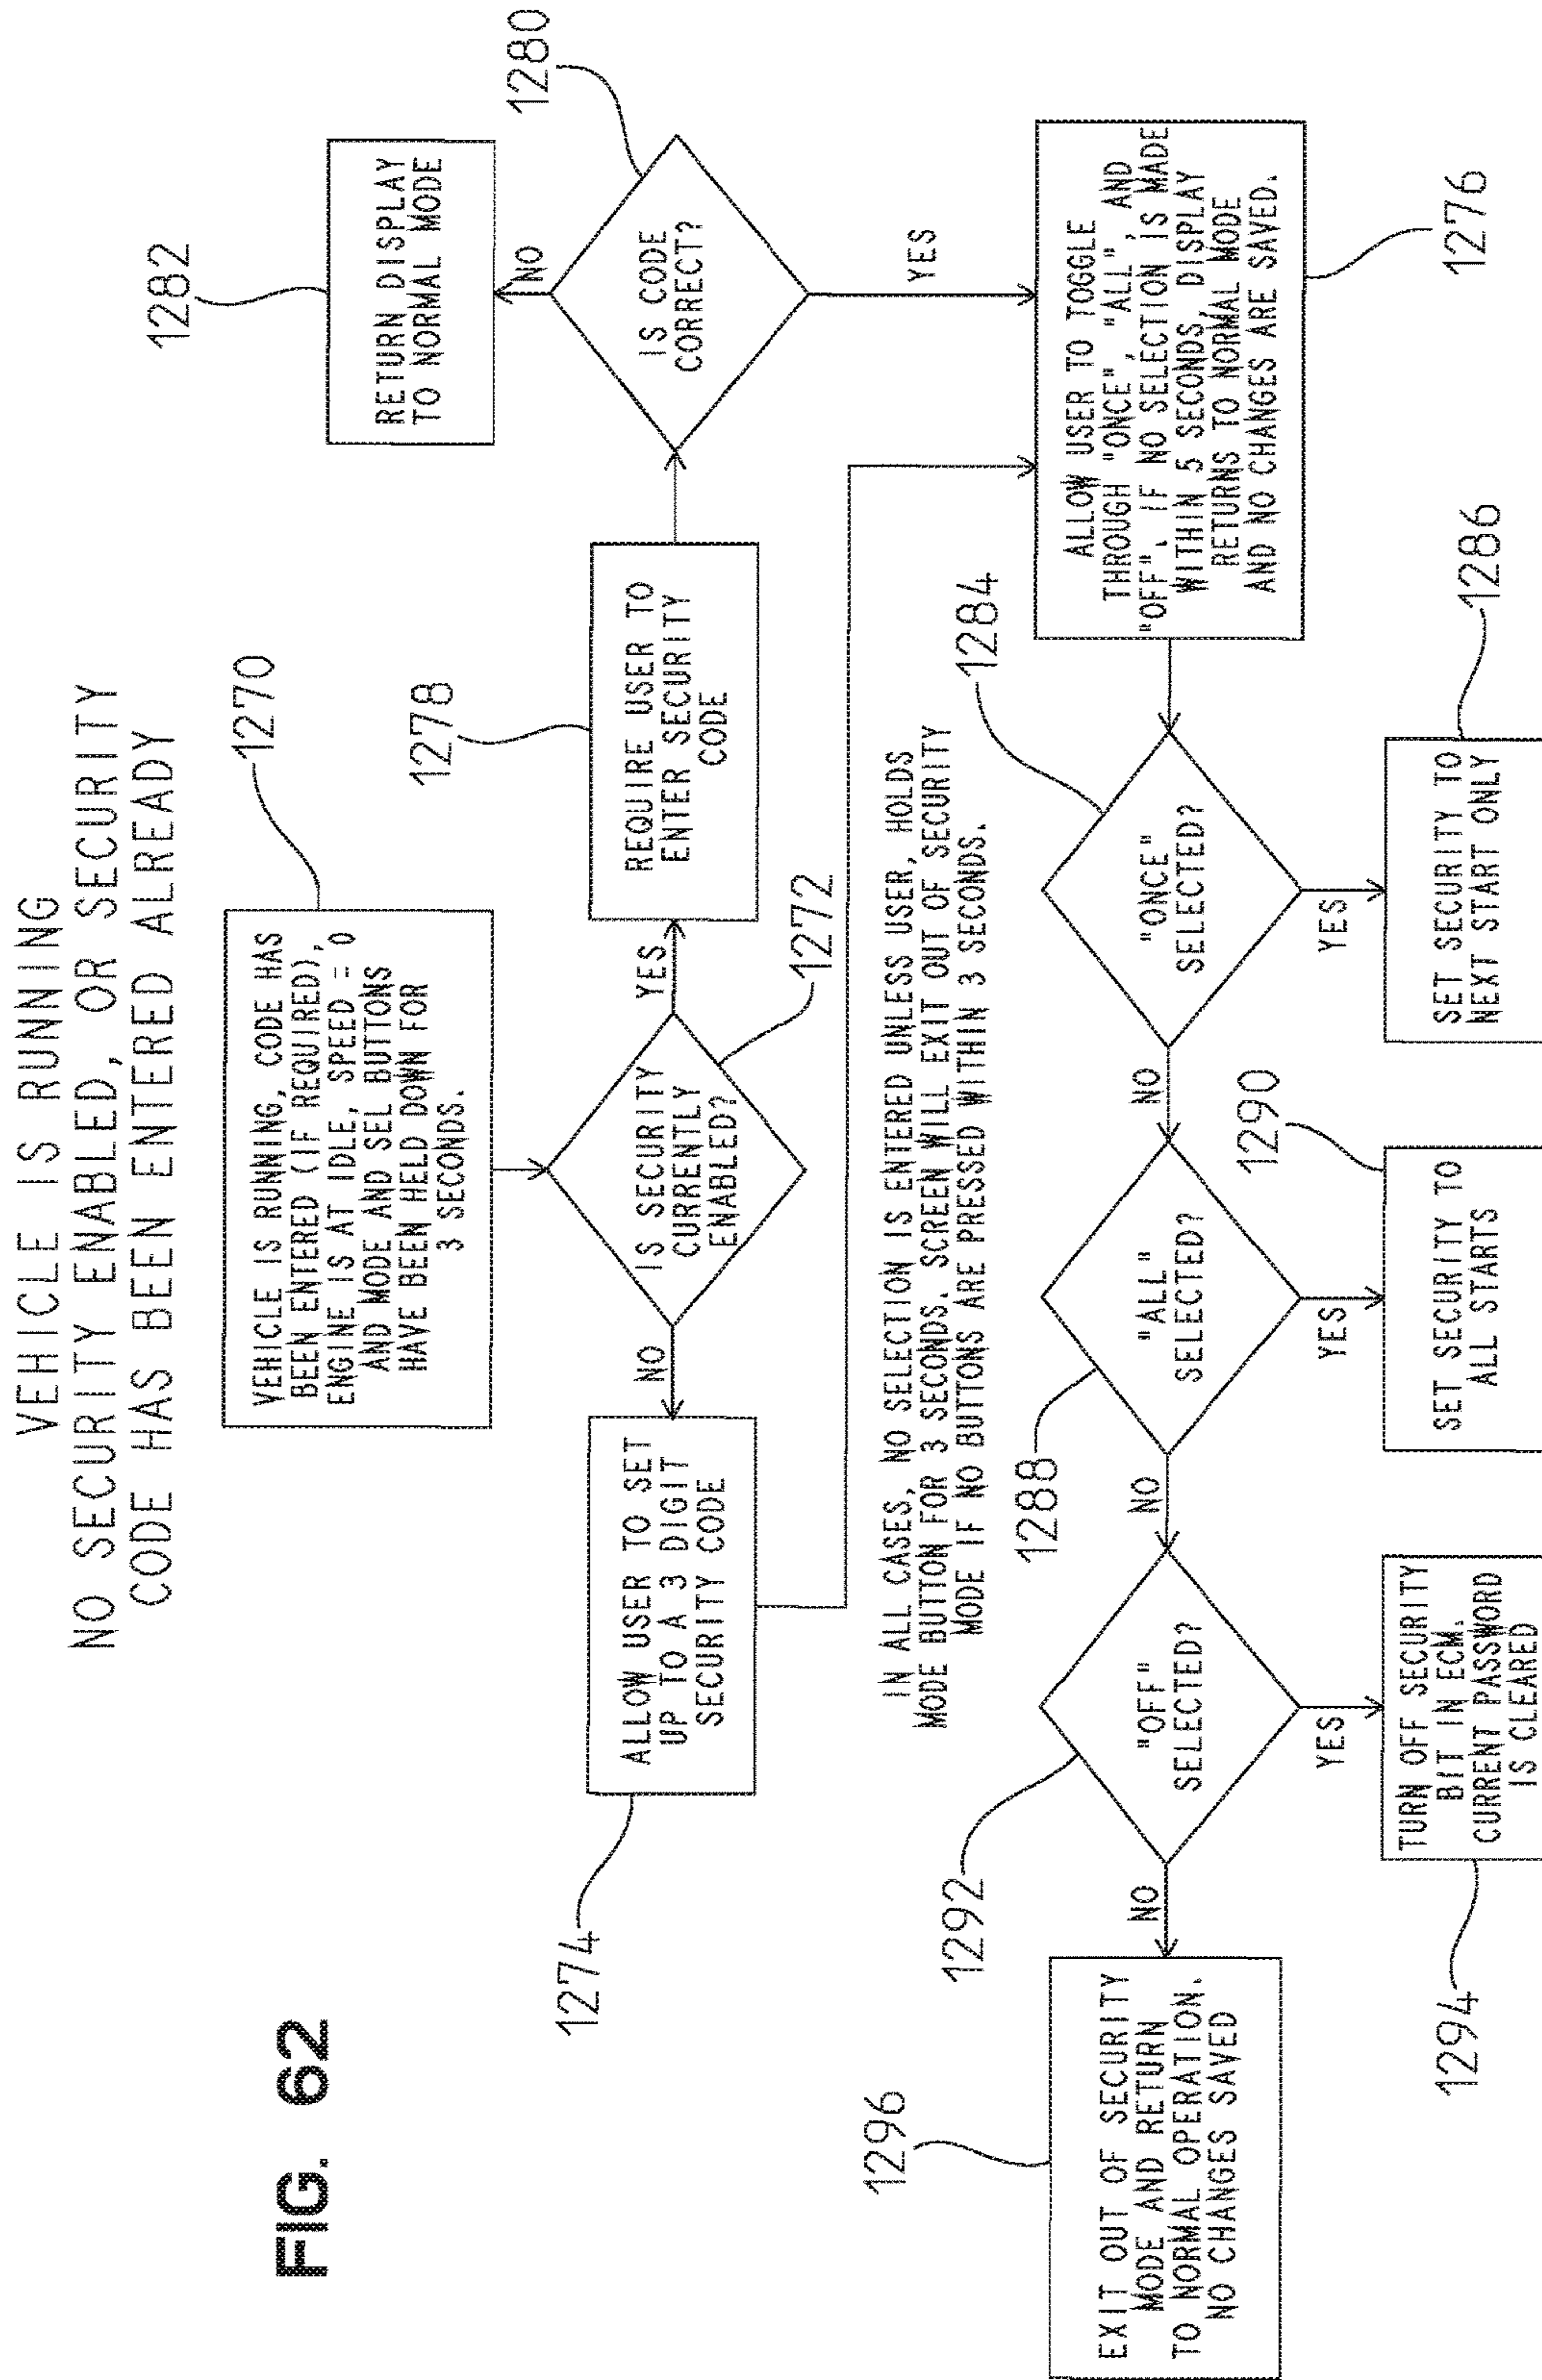 FIG. 62
VEHICLE IS RUNNING
NO SECURITY ENABLED, OR SECURITY
CODE HAS BEEN ENTERED ALREADY
VEHICLE IS RUNNING, CODE HAS
BEEN ENTERED (IF REQUIRED),
ENGINE IS AT IDLE, SPEED = 0
AND MODE AND SEL BUTTONS
HAVE BEEN HELD DOWN FOR
3 SECONDS.
1270
IS SECURITY
CURRENTLY
ENABLED?
1272
NO
YES
ALLOW USER TO SET
UP TO A 3 DIGIT
SECURITY CODE
1274
REQUIRE USER TO
ENTER SECURITY
CODE
1278
IS CODE
CORRECT?
1280
NO
YES
RETURN DISPLAY
TO NORMAL MODE
1282
IN ALL CASES, NO SELECTION IS ENTERED UNLESS USER, HOLDS
MODE BUTTON FOR 3 SECONDS. SCREEN WILL EXIT OUT OF SECURITY
MODE IF NO BUTTONS ARE PRESSED WITHIN 3 SECONDS.
ALLOW USER TO TOGGLE
THROUGH "ONCE", "ALL", AND
"OFF". IF NO SELECTION IS MADE
WITHIN 5 SECONDS, DISPLAY
RETURNS TO NORMAL MODE
AND NO CHANGES ARE SAVED.
1276
"ONCE"
SELECTED?
1284
NO
YES
SET SECURITY TO
NEXT START ONLY
1286
"ALL"
SELECTED?
1288
NO
YES
SET SECURITY TO
ALL STARTS
1290
"OFF"
SELECTED?
1292
NO
YES
TURN OFF SECURITY
BIT IN ECM.
CURRENT PASSWORD
IS CLEARED
1294
EXIT OUT OF SECURITY
MODE AND RETURN
TO NORMAL OPERATION.
NO CHANGES SAVED
1296